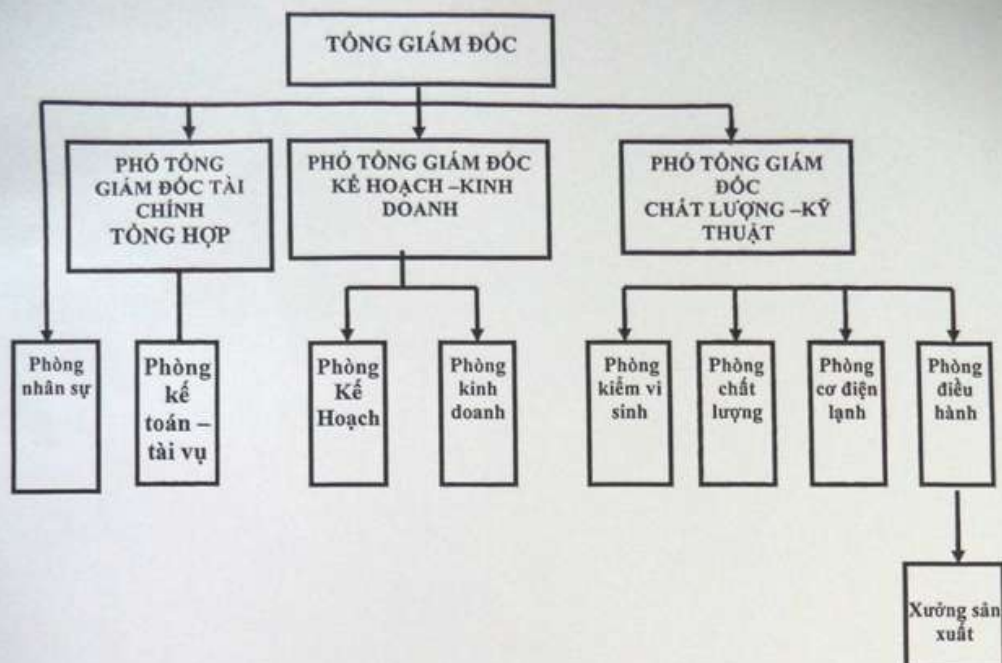 TỔNG GIÁM ĐỐC
PHÓ TỔNG
GIÁM ĐỐC TÀI
CHÍNH
TỔNG HỢP
PHÓ TỔNG GIÁM ĐỐC
KẾ HOẠCH –KINH
DOANH
PHÓ TỔNG GIÁM
ĐỐC
CHẤT LƯỢNG –KỸ
THUẬT
Phòng
nhân sự
Phòng
kế
toán –
tài vụ
Phòng
Kế
Hoạch
Phòng
kinh
doanh
Phòng
kiểm vi
sinh
Phòng
chất
lượng
Phòng
cơ điện
lạnh
Phòng
điều
hành
Xưởng sản
xuất